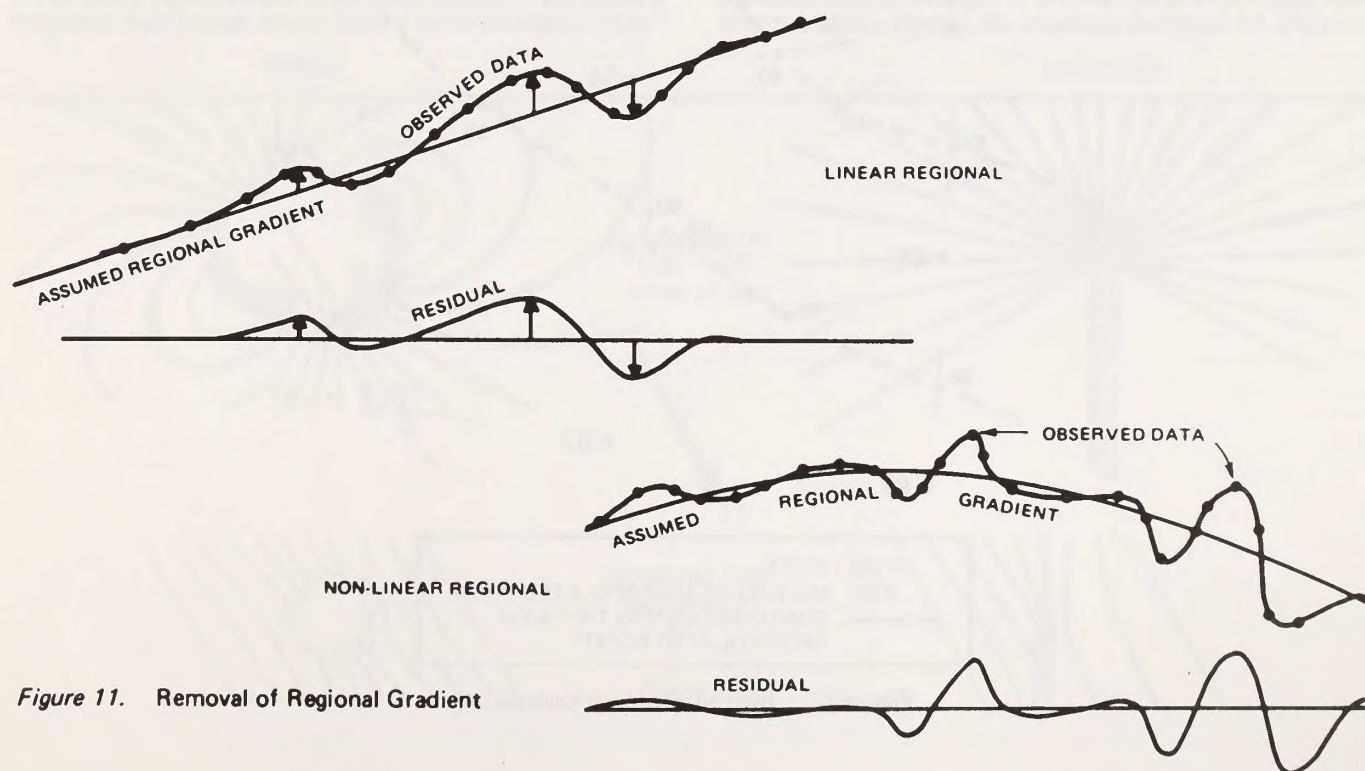 OBSERVED DATA
LINEAR REGIONAL
ASSUMED REGIONAL GRADIENT
RESIDUAL
OBSERVED DATA
ASSUMED REGIONAL GRADIENT
NON-LINEAR REGIONAL
RESIDUAL
Figure 11. Removal of Regional Gradient